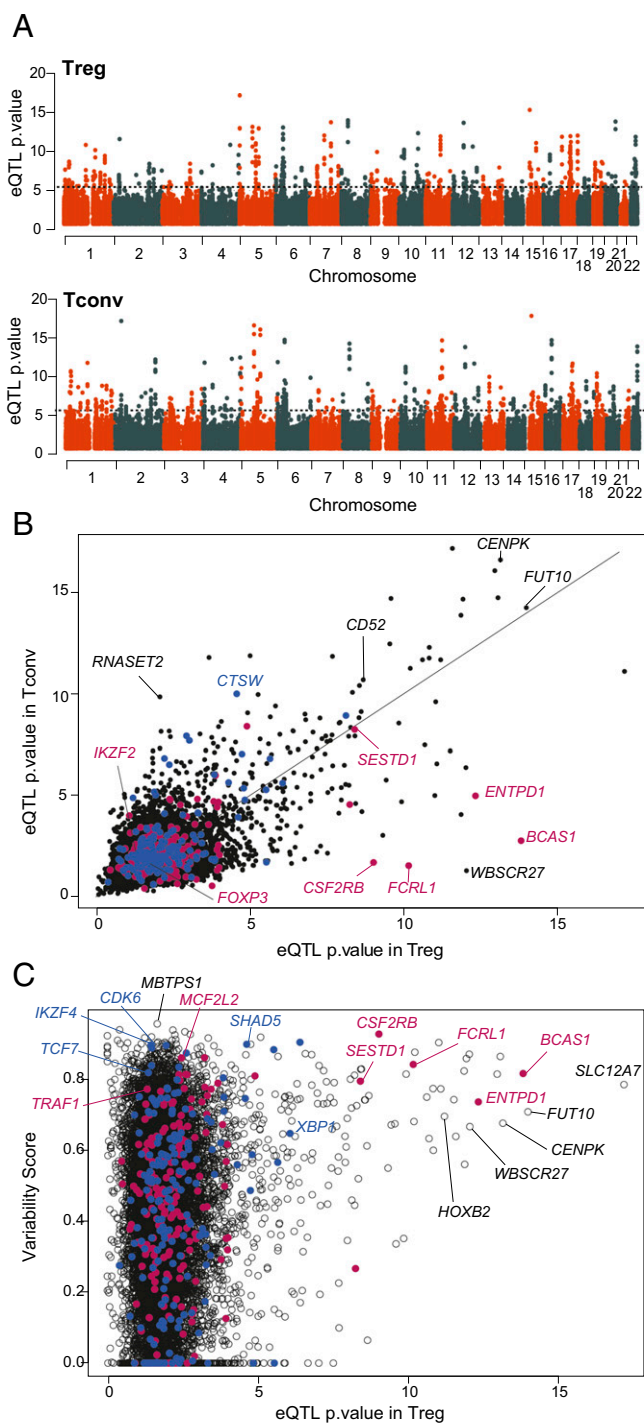 A
Treg
eQTL p.value
20
15
10
5
0
1 2 3 4 5 6 7 8 9 10 11 12 13 14 15 16 17 18 19 20 21 22
Chromosome
Tconv
eQTL p.value
20
15
10
5
0
1 2 3 4 5 6 7 8 9 10 11 12 13 14 15 16 17 18 19 20 21 22
Chromosome
B
eQTL p.value in Tconv
15
10
5
0
CENPK
FUT10
CD52
RNASET2
CTSW
IKZF2
SESTD1
ENTPD1
BCAS1
CSF2RB
FCRL1
WBSCR27
FOXP3
0 5 10 15
eQTL p.value in Treg
C
Variability Score
0.8
0.6
0.4
0.2
0.0
MBTPS1
CDK6
MCF2L2
IKZF4
SHAD5
CSF2RB
TCF7
SESTD1
FCRL1
BCAS1
SLC12A7
TRAF1
ENTPD1
FUT10
XBP1
CENPK
WBSCR27
HOXB2
0 5 10 15
eQTL p.value in Treg